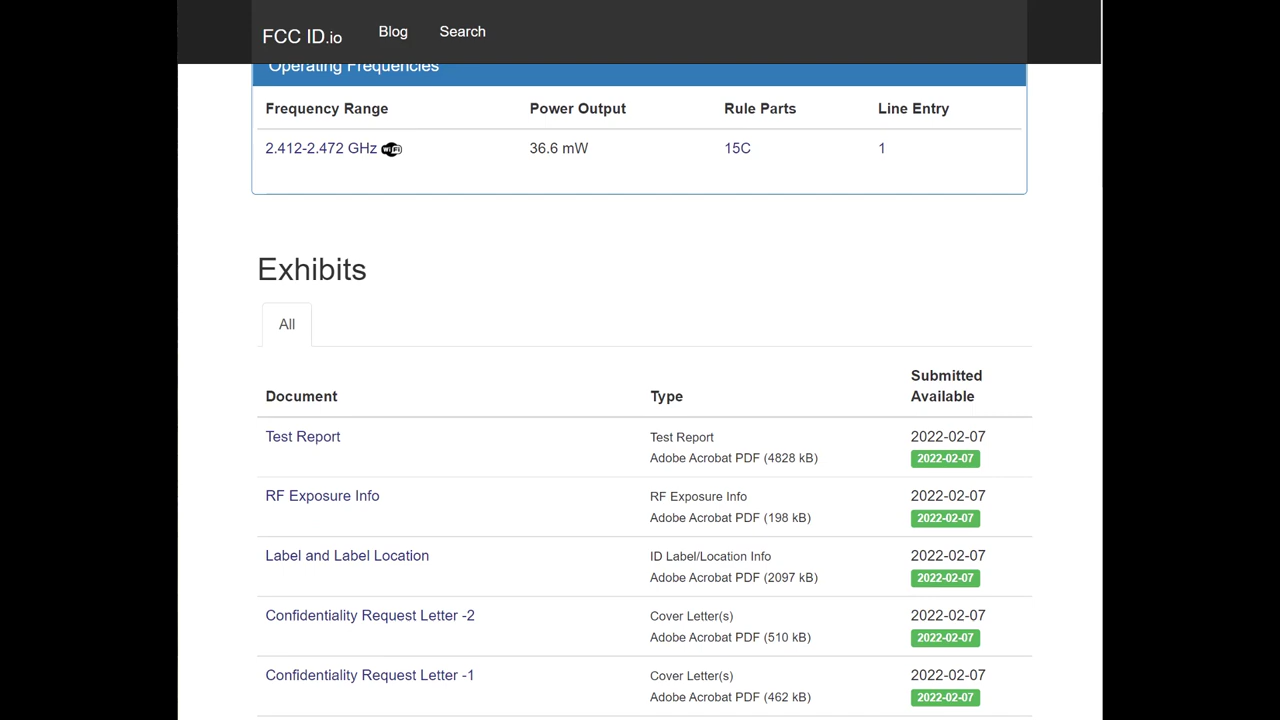 FCC ID.io Blog Search
Operating Frequencies
Frequency Range Power Output Rule Parts Line Entry
2.412-2.472 GHz WiFi 36.6 mW 15C 1
Exhibits
All
Submitted
Document Type Available
Test Report Test Report 2022-02-07
Adobe Acrobat PDF (4828 kB) 2022-02-07
RF Exposure Info RF Exposure Info 2022-02-07
Adobe Acrobat PDF (198 kB) 2022-02-07
Label and Label Location ID Label/Location Info 2022-02-07
Adobe Acrobat PDF (2097 kB) 2022-02-07
Confidentiality Request Letter -2 Cover Letter(s) 2022-02-07
Adobe Acrobat PDF (510 kB) 2022-02-07
Confidentiality Request Letter -1 Cover Letter(s) 2022-02-07
Adobe Acrobat PDF (462 kB) 2022-02-07